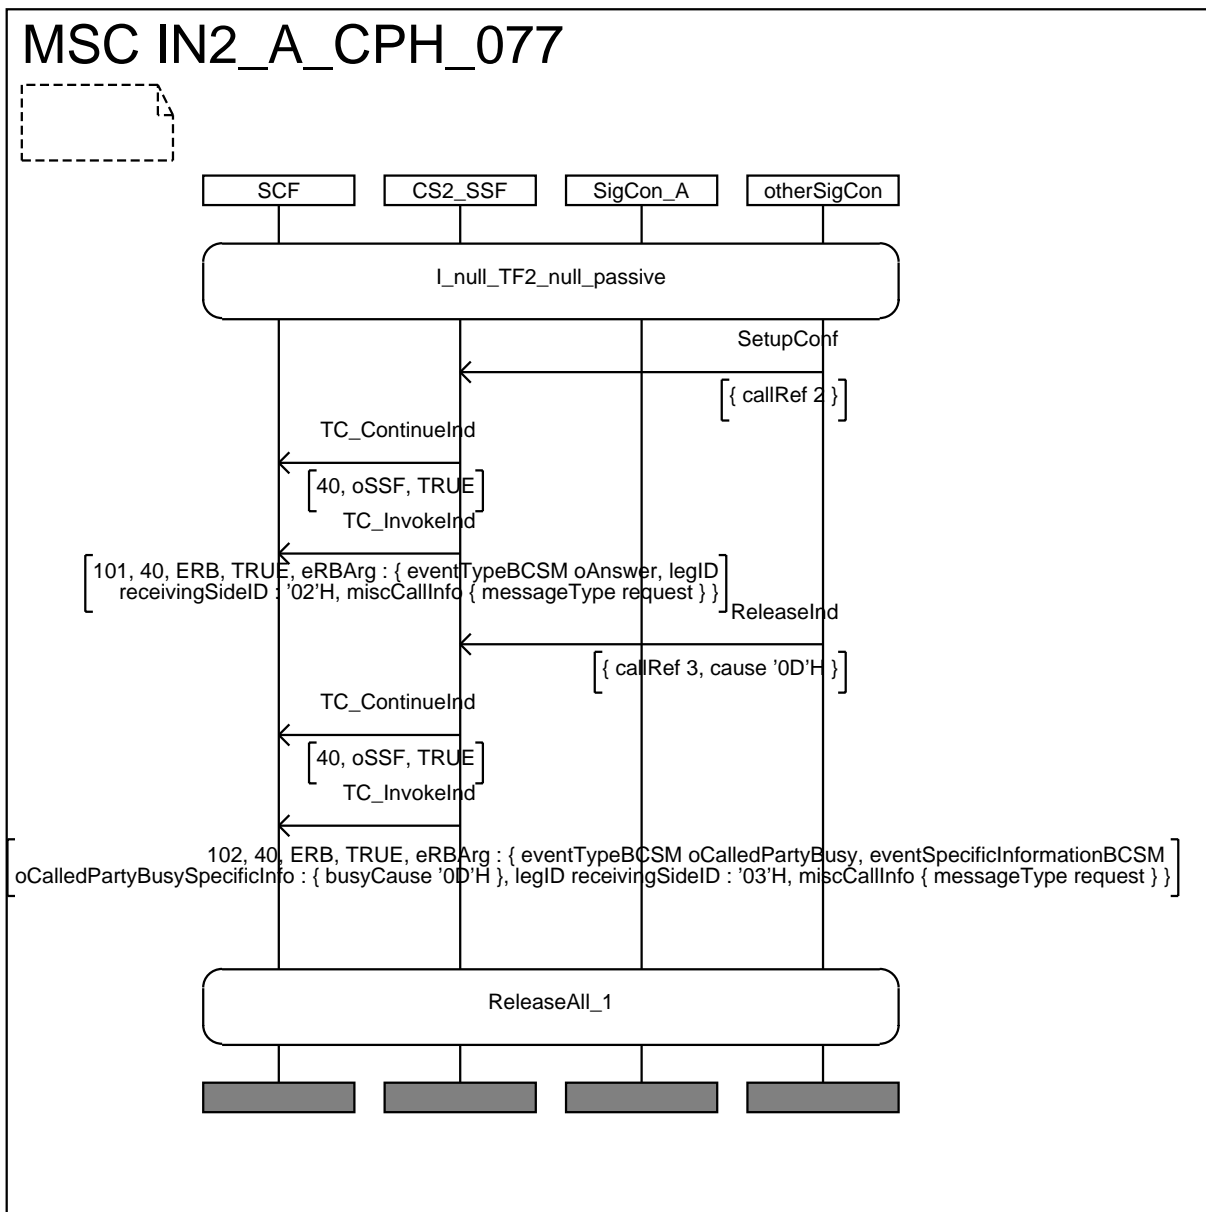 MSC IN2_A_CPH_077
SCF CS2_SSF SigCon_A otherSigCon
I_null_TF2_null_passive
SetupConf
{ callRef 2 }
TC_ContinueInd
40, oSSF, TRUE
TC_InvokeInd
101, 40, ERB, TRUE, eRBArg : { eventTypeBCSM oAnswer, legID
receivingSideID : '02'H, miscCallInfo { messageType request } }
ReleaseInd
{ callRef 3, cause '0D'H }
TC_ContinueInd
40, oSSF, TRUE
TC_InvokeInd
102, 40, ERB, TRUE, eRBArg : { eventTypeBCSM oCalledPartyBusy, eventSpecificInformationBCSM
oCalledPartyBusySpecificInfo : { busyCause '0D'H }, legID receivingSideID : '03'H, miscCallInfo { messageType request } }
ReleaseAll_1